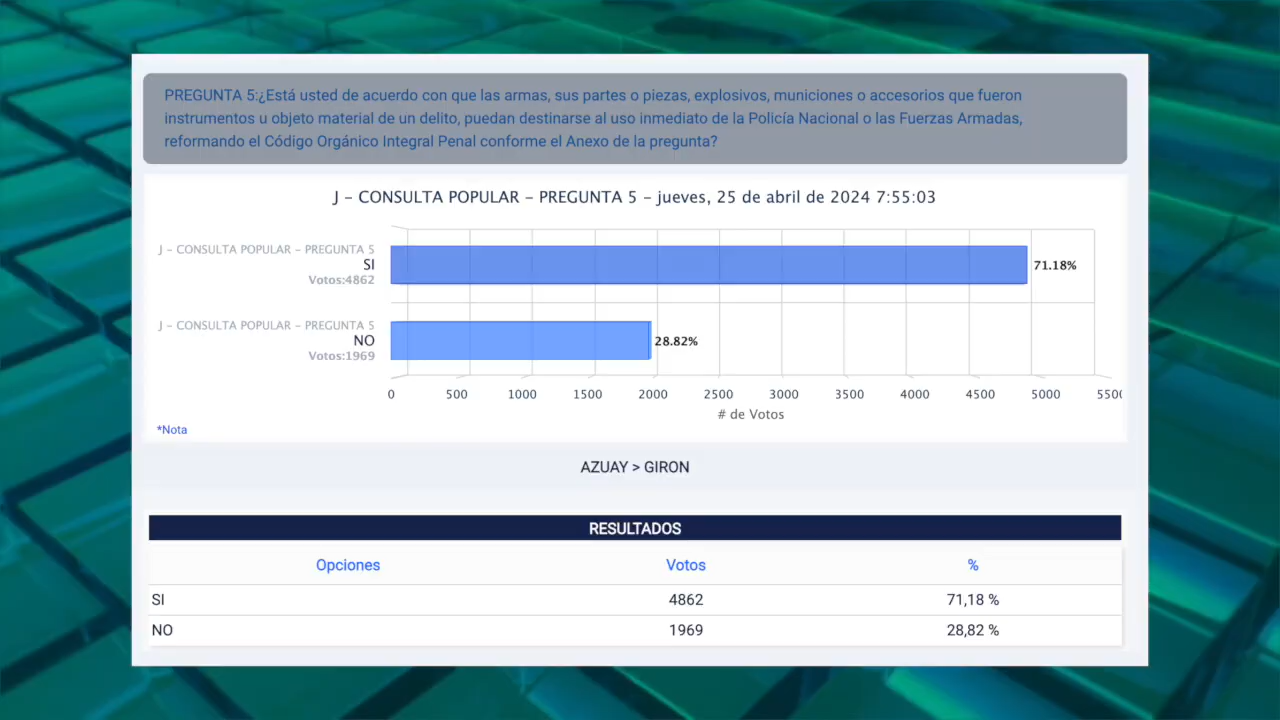 PREGUNTA 5:¿Está usted de acuerdo con que las armas, sus partes o piezas, explosivos, municiones o accesorios que fueron
instrumentos u objeto material de un delito, puedan destinarse al uso inmediato de la Policía Nacional o las Fuerzas Armadas,
reformando el Código Orgánico Integral Penal conforme el Anexo de la pregunta?
J – CONSULTA POPULAR – PREGUNTA 5 – jueves, 25 de abril de 2024 7:55:03
J – CONSULTA POPULAR – PREGUNTA 5
SI
Votos:4862
71.18%
J – CONSULTA POPULAR – PREGUNTA 5
NO
Votos:1969
28.82%
0 500 1000 1500 2000 2500 3000 3500 4000 4500 5000 5500
# de Votos
*Nota
AZUAY > GIRON
RESULTADOS
Opciones Votos %
SI 4862 71,18 %
NO 1969 28,82 %